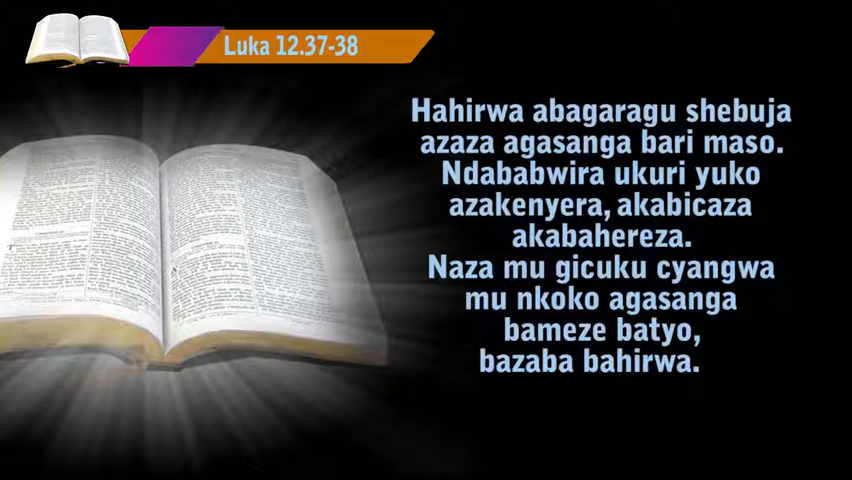 Luka 12.37-38
Hahirwa abagaragu shebuja
azaza agasanga bari maso.
Ndababwira ukuri yuko
azakenyera, akabicaza
akabahereza.
Naza mu gicuku cyangwa
mu nkoko agasanga
bameze batyo,
bazaba bahirwa.